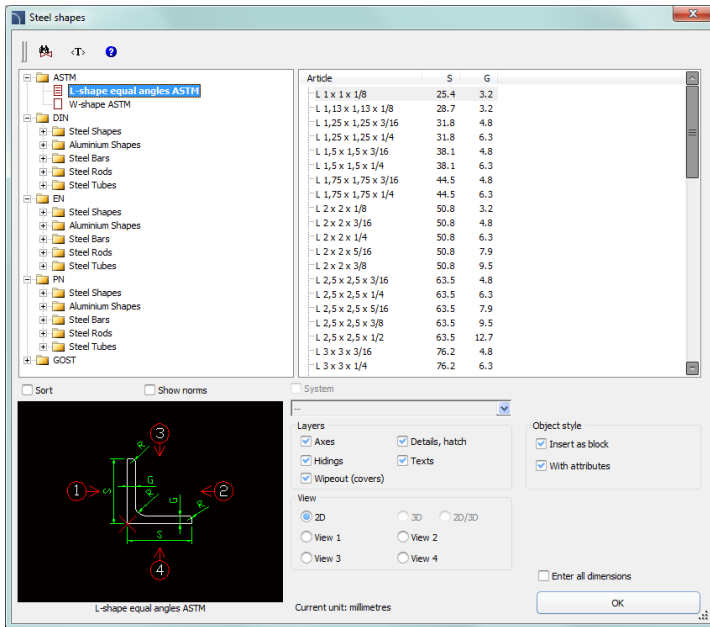 Steel shapes
<T>
ASTM
L-shape equal angles ASTM
W-shape ASTM
DIN
Steel Shapes
Aluminium Shapes
Steel Bars
Steel Rods
Steel Tubes
EN
Steel Shapes
Aluminium Shapes
Steel Bars
Steel Rods
Steel Tubes
PN
Steel Shapes
Aluminium Shapes
Steel Bars
Steel Rods
Steel Tubes
GOST
Article S G
L 1 x 1 x 1/8 25.4 3.2
L 1,13 x 1,13 x 1/8 28.7 3.2
L 1,25 x 1,25 x 3/16 31.8 4.8
L 1,25 x 1,25 x 1/4 31.8 6.3
L 1,5 x 1,5 x 3/16 38.1 4.8
L 1,5 x 1,5 x 1/4 38.1 6.3
L 1,75 x 1,75 x 3/16 44.5 4.8
L 1,75 x 1,75 x 1/4 44.5 6.3
L 2 x 2 x 1/8 50.8 3.2
L 2 x 2 x 3/16 50.8 4.8
L 2 x 2 x 1/4 50.8 6.3
L 2 x 2 x 5/16 50.8 7.9
L 2 x 2 x 3/8 50.8 9.5
L 2,5 x 2,5 x 3/16 63.5 4.8
L 2,5 x 2,5 x 1/4 63.5 6.3
L 2,5 x 2,5 x 5/16 63.5 7.9
L 2,5 x 2,5 x 3/8 63.5 9.5
L 2,5 x 2,5 x 1/2 63.5 12.7
L 3 x 3 x 3/16 76.2 4.8
L 3 x 3 x 1/4 76.2 6.3
Sort Show norms System
--
3
R
G
1 S R G R 2
S
4
L-shape equal angles ASTM
Layers
Axes Details, hatch
Hidings Texts
Wipeout (covers)
View
2D 3D 2D/3D
View 1 View 2
View 3 View 4
Current unit: millimetres
Object style
Insert as block
With attributes
Enter all dimensions
OK